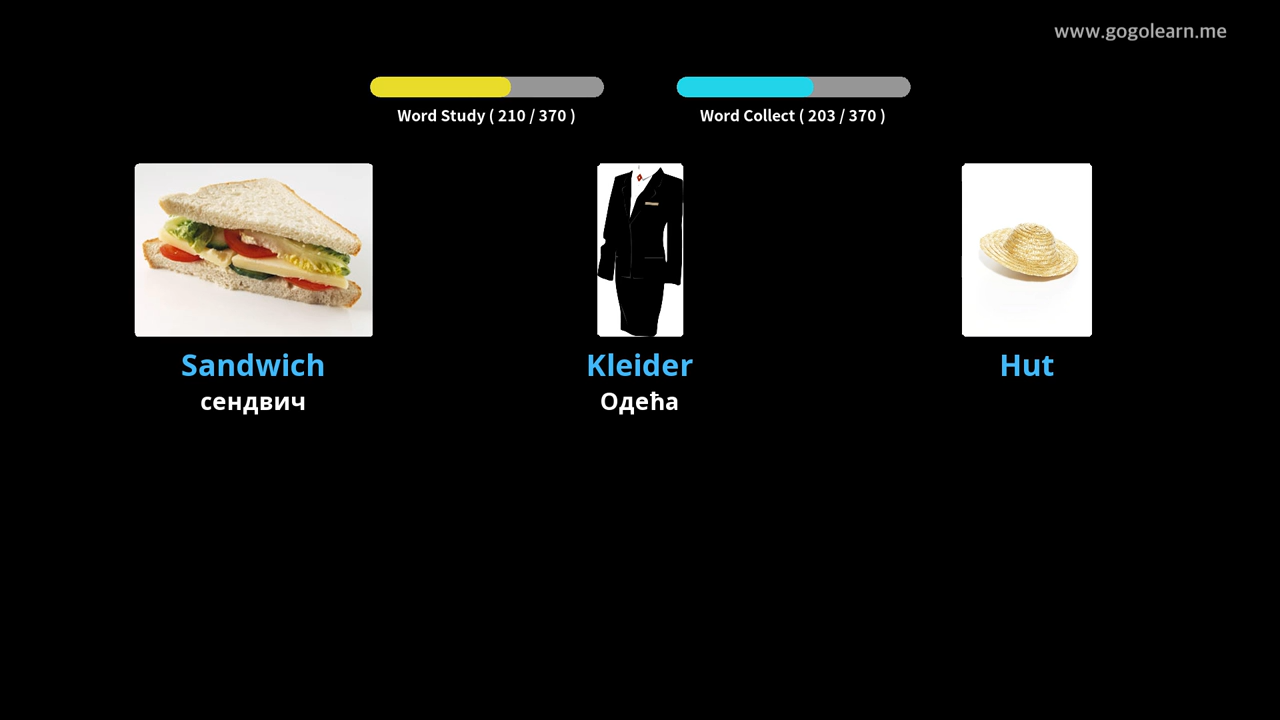 www.gogolearn.me
Word Study ( 210 / 370 )
Word Collect ( 203 / 370 )
Sandwich
Kleider
Hut
сендвич
Одећа